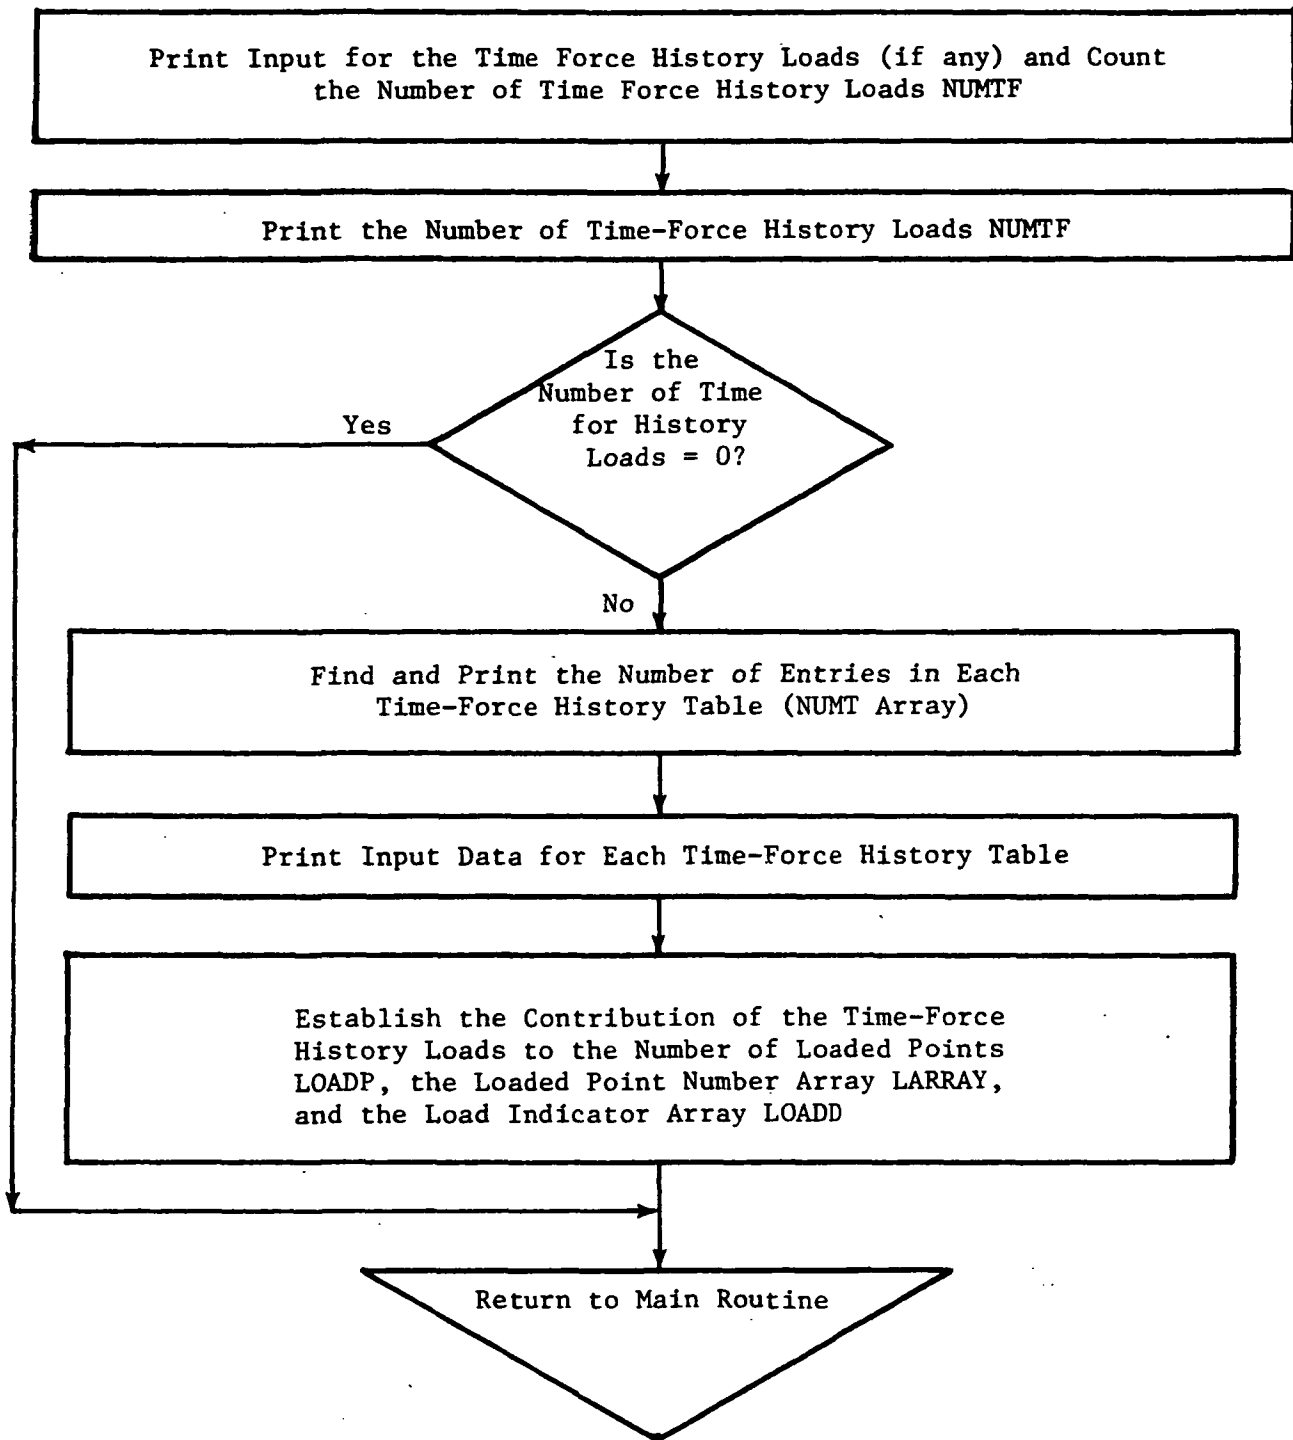 Print Input for the Time Force History Loads (if any) and Count
the Number of Time Force History Loads NUMTF
Print the Number of Time-Force History Loads NUMTF
Is the
Number of Time
for History
Loads = 0?
Yes
No
Find and Print the Number of Entries in Each
Time-Force History Table (NUMT Array)
Print Input Data for Each Time-Force History Table
Establish the Contribution of the Time-Force
History Loads to the Number of Loaded Points
LOADP, the Loaded Point Number Array LARRAY,
and the Load Indicator Array LOADD
Return to Main Routine